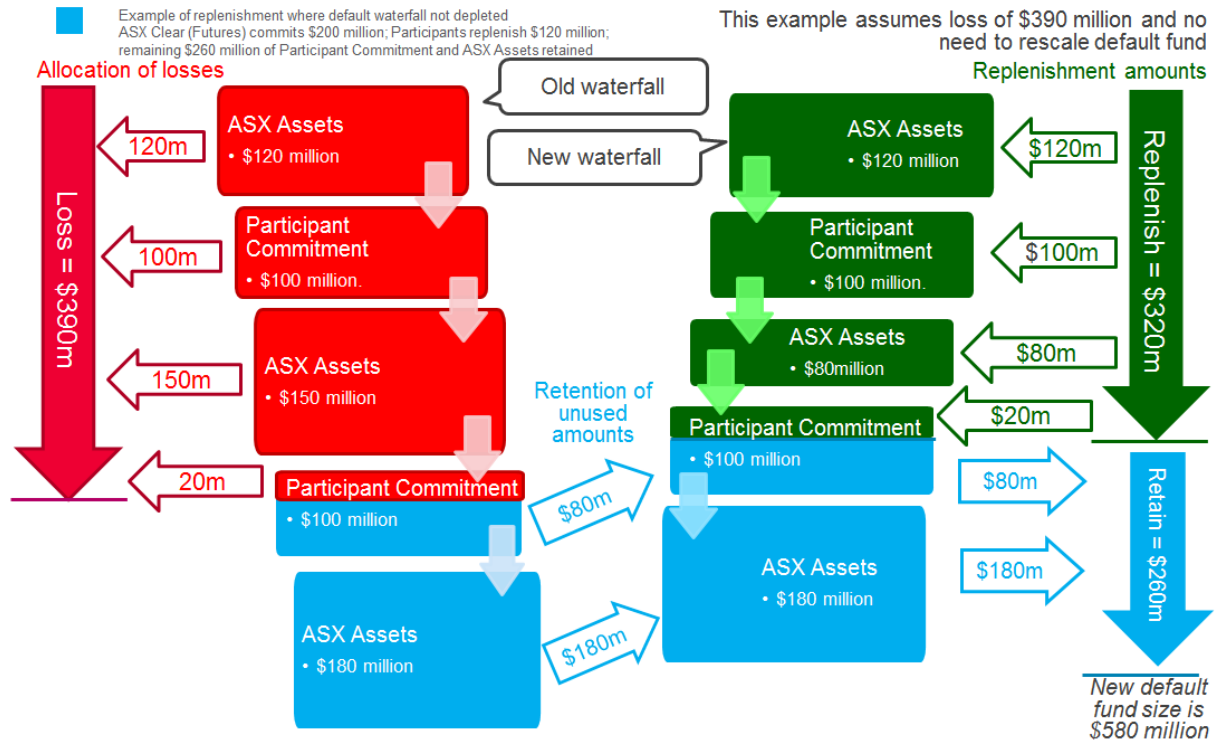 Example of replenishment where default waterfall not depleted
ASX Clear (Futures) commits $200 million; Participants replenish $120 million;
remaining $260 million of Participant Commitment and ASX Assets retained
This example assumes loss of $390 million and no
need to rescale default fund
Allocation of losses
Replenishment amounts
Old waterfall
New waterfall
Loss = $390m
120m
ASX Assets
• $120 million
100m
Participant
Commitment
• $100 million.
150m
ASX Assets
• $150 million
20m
Participant Commitment
• $100 million
ASX Assets
• $180 million
Retention of
unused
amounts
$80m
$180m
ASX Assets
• $120 million
$120m
Participant
Commitment
• $100 million.
$100m
ASX Assets
• $80million
$80m
Participant Commitment
• $100 million
$20m
$80m
ASX Assets
• $180 million
$180m
Replenish = $320m
Retain = $260m
New default
fund size is
$580 million